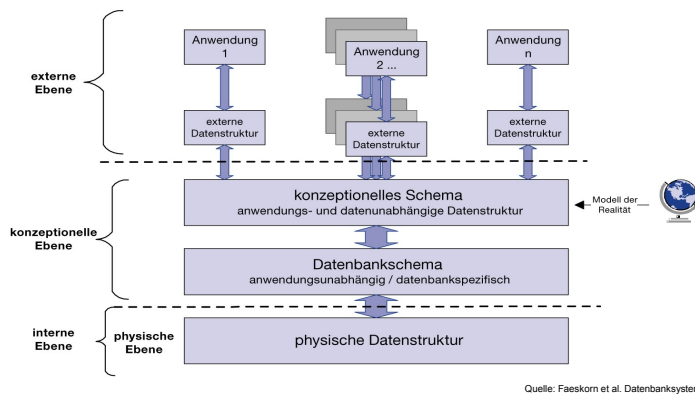 Anwendung
1
Anwendung
2 ...
Anwendung
n
externe
Ebene
externe
Datenstruktur
externe
Datenstruktur
externe
Datenstruktur
konzeptionelles Schema
anwendungs- und datenunabhängige Datenstruktur
Modell der
Realität
konzeptionelle
Ebene
Datenbankschema
anwendungsunabhängig / datenbankspezifisch
interne
Ebene
physische
Ebene
physische Datenstruktur
Quelle: Faeskorn et al. Datenbanksystem